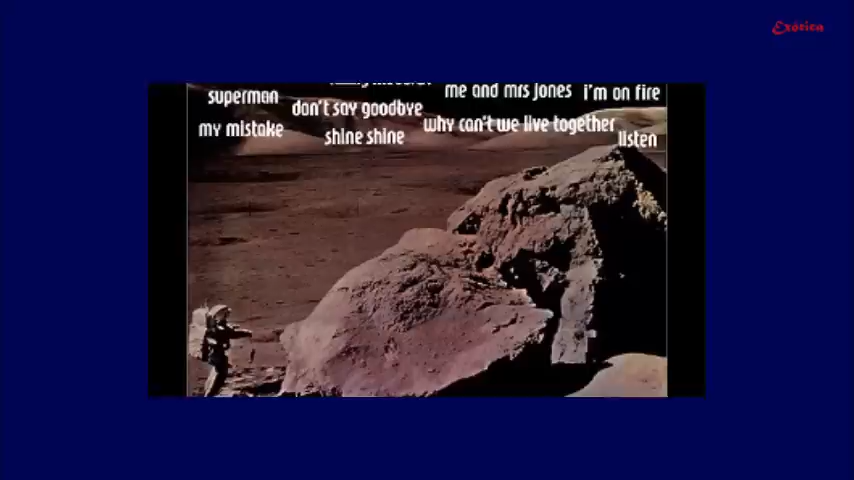 Exótica
me and mrs jones
i'm on fire
superman
don't say goodbye
my mistake
shine shine
why can't we live together
listen